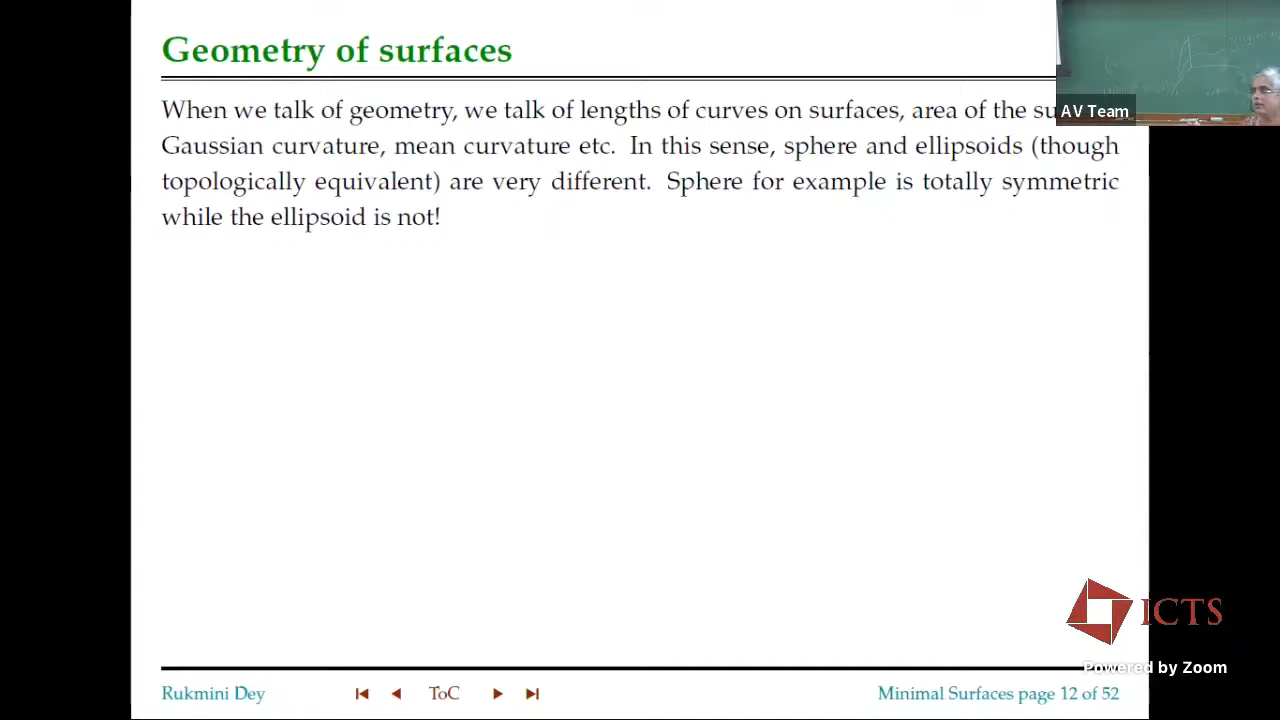 Geometry of surfaces
When we talk of geometry, we talk of lengths of curves on surfaces, area of the su
AV Team
Gaussian curvature, mean curvature etc. In this sense, sphere and ellipsoids (though
topologically equivalent) are very different. Sphere for example is totally symmetric
while the ellipsoid is not!
ICTS
Powered by Zoom
Rukmini Dey
ToC
Minimal Surfaces page 12 of 52